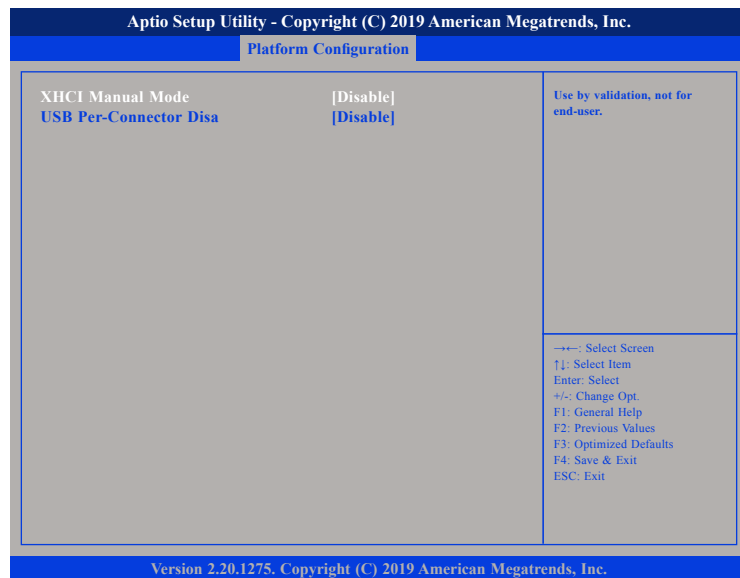 Aptio Setup Utility - Copyright (C) 2019 American Megatrends, Inc.
Platform Configuration
XHCI Manual Mode [Disable]
USB Per-Connector Disa [Disable]
Use by validation, not for
end-user.
→←: Select Screen
↑↓: Select Item
Enter: Select
+/-: Change Opt.
F1: General Help
F2: Previous Values
F3: Optimized Defaults
F4: Save & Exit
ESC: Exit
Version 2.20.1275. Copyright (C) 2019 American Megatrends, Inc.